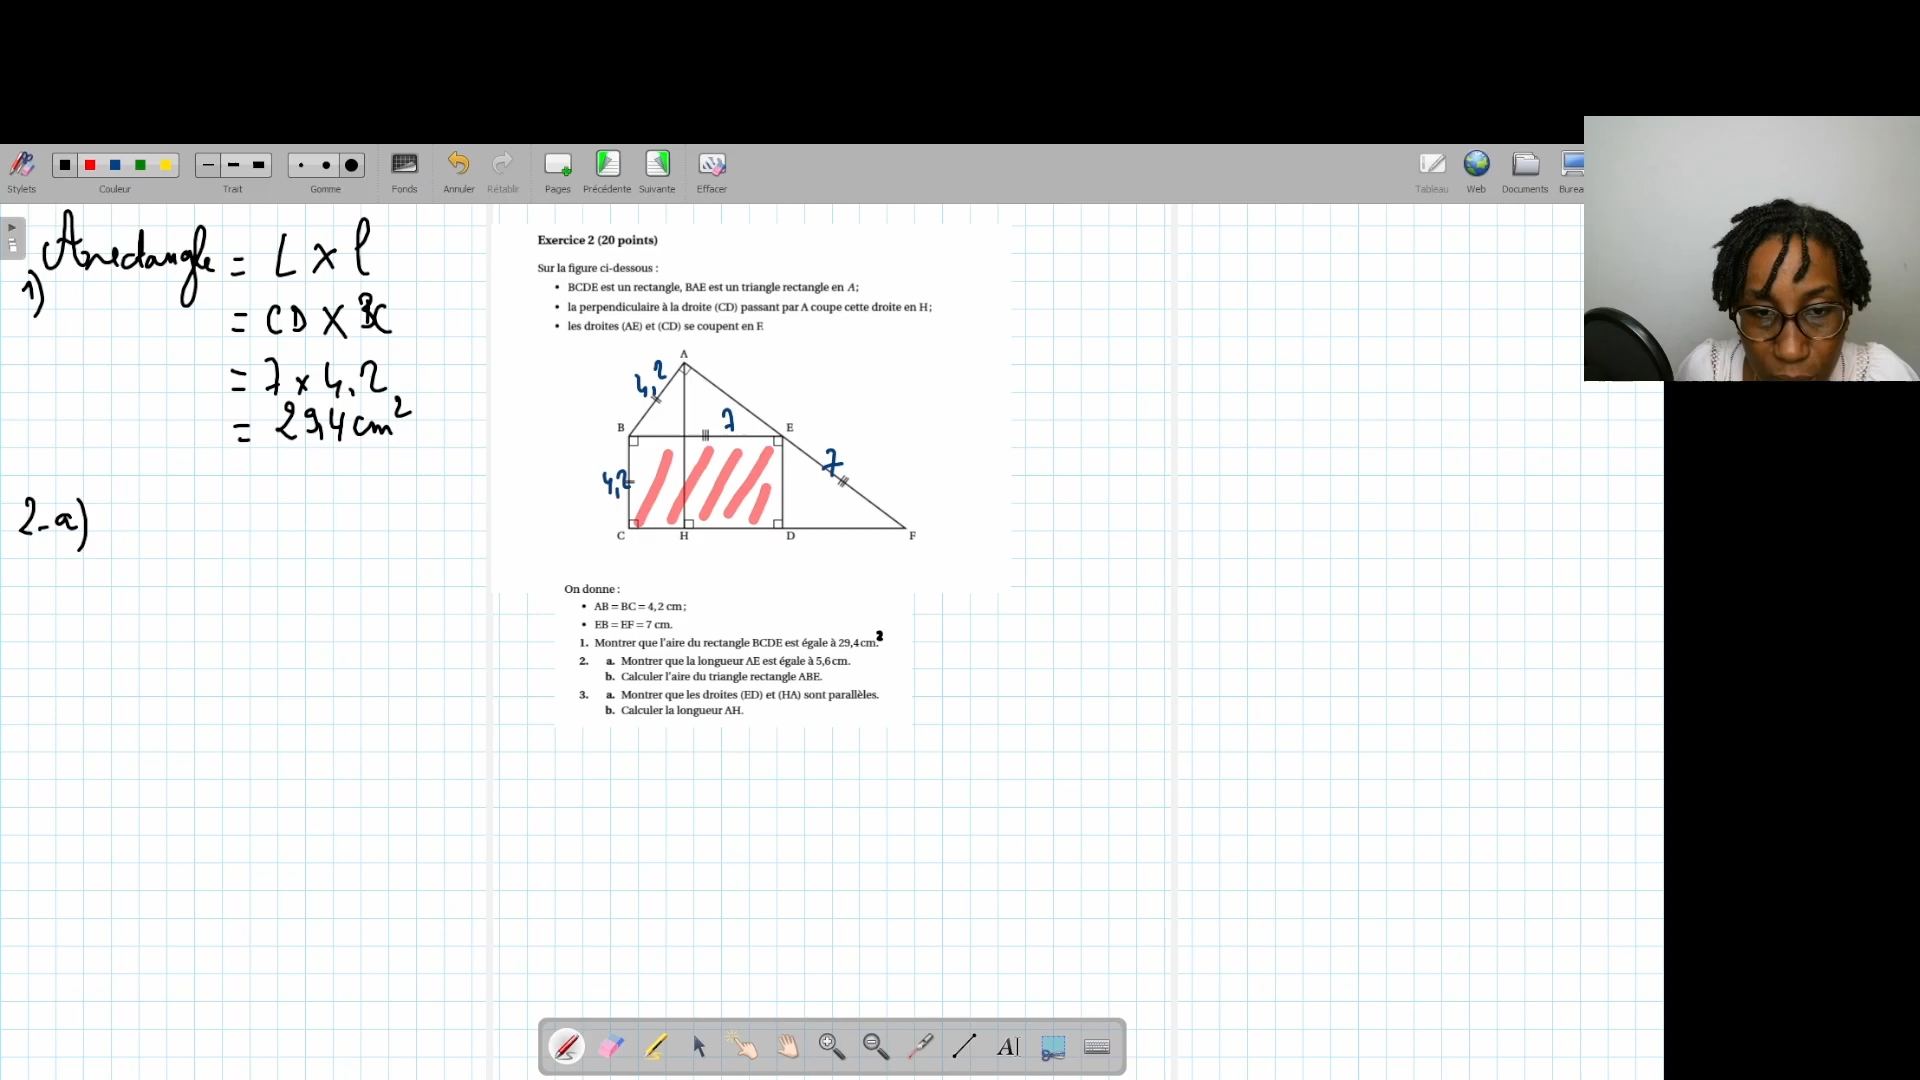 Stylets
Couleur
Trait
Gomme
Fonds
Annuler
Rétablir
Pages
Précédente
Suivante
Effacer
Tableau
Web
Documents
Burea
Arectangle = L x l
1)
= CD X BC
= 7 x 4,2
= 29,4 cm²
2-a)
Exercice 2 (20 points)
Sur la figure ci-dessous :
• BCDE est un rectangle, BAE est un triangle rectangle en A;
• la perpendiculaire à la droite (CD) passant par A coupe cette droite en H;
• les droites (AE) et (CD) se coupent en F.
A
4,2
7
B
E
7
4,2
C
H
D
F
On donne :
• AB = BC = 4,2 cm;
• EB = EF = 7 cm.
1. Montrer que l'aire du rectangle BCDE est égale à 29,4cm.²
2. a. Montrer que la longueur AE est égale à 5,6cm.
b. Calculer l'aire du triangle rectangle ABE.
3. a. Montrer que les droites (ED) et (HA) sont parallèles.
b. Calculer la longueur AH.
A